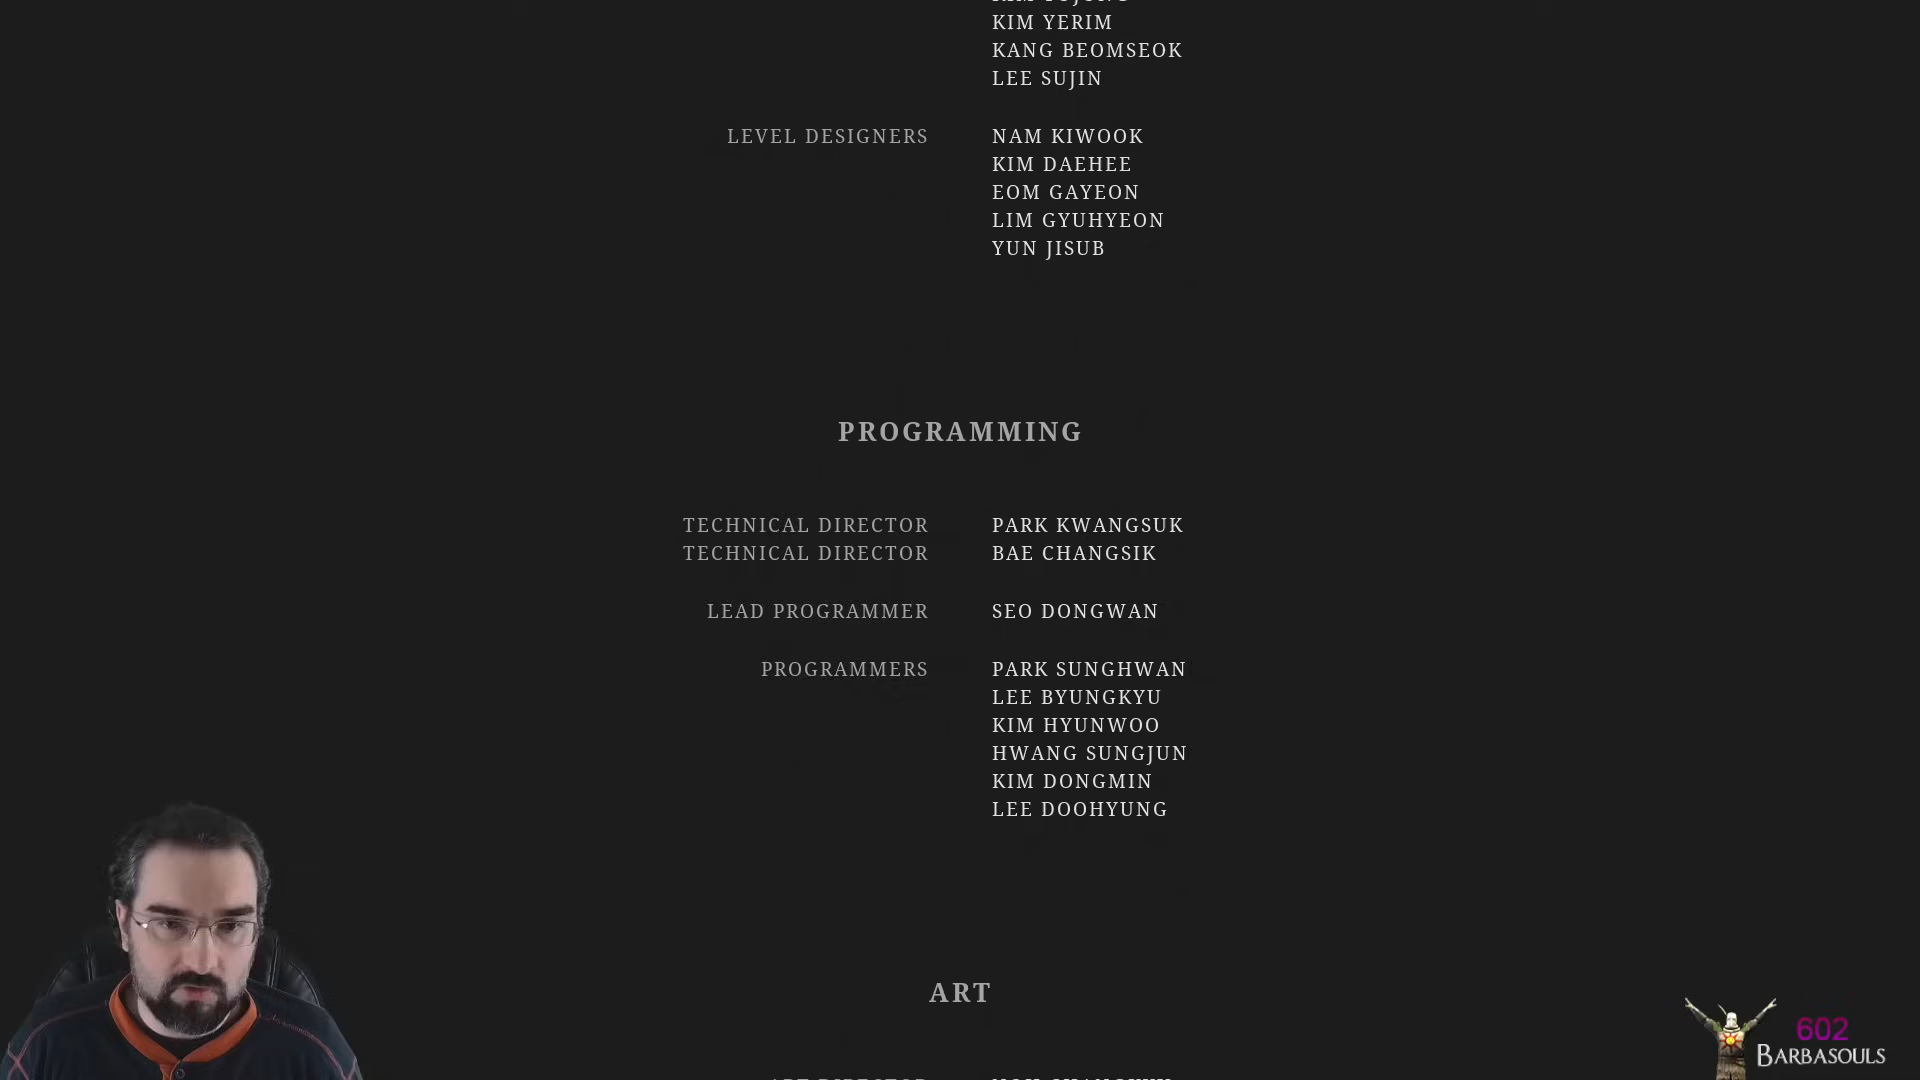 KIM YERIM
KANG BEOMSEOK
LEE SUJIN
LEVEL DESIGNERS NAM KIWOOK
KIM DAEHEE
EOM GAYEON
LIM GYUHYEON
YUN JISUB
PROGRAMMING
TECHNICAL DIRECTOR PARK KWANGSUK
TECHNICAL DIRECTOR BAE CHANGSIK
LEAD PROGRAMMER SEO DONGWAN
PROGRAMMERS PARK SUNGHWAN
LEE BYUNGKYU
KIM HYUNWOO
HWANG SUNGJUN
KIM DONGMIN
LEE DOOHYUNG
ART
602
BARBASOULS